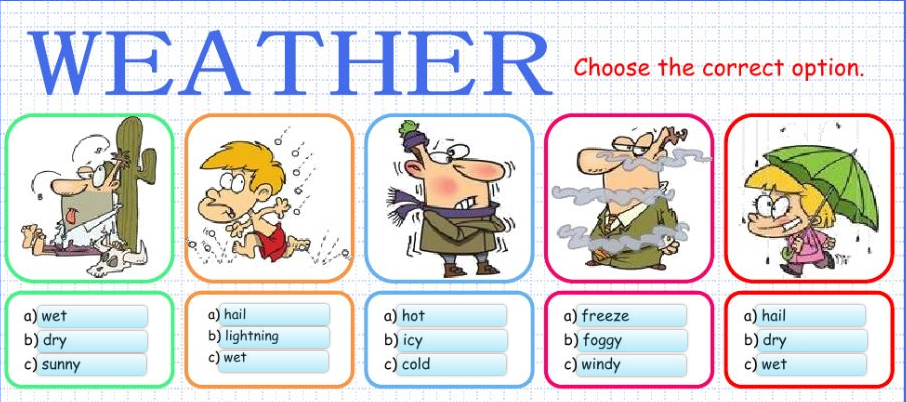 WEATHER
Choose the correct option.
a) wet
b) dry
c) sunny
a) hail
b) lightning
c) wet
a) hot
b) icy
c) cold
a) freeze
b) foggy
c) windy
a) hail
b) dry
c) wet